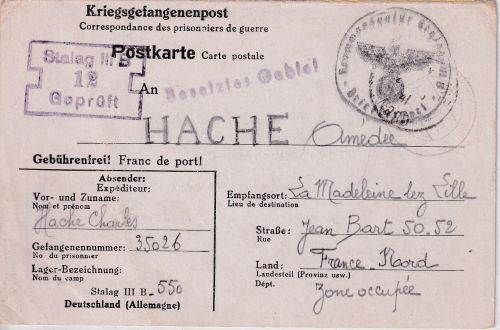 Kriegsgefangenenpost
Correspondance des prisonniers de guerre
Postkarte Carte postale
Stalag III B
12
Geprüft
An
Besetztes Gebiet
HACHE Amedee
Gebührenfrei! Franc de port!
Absender:
Expéditeur:
Vor- und Zuname:
Nom et prénom
Hache Charles
Gefangenennummer: 35026
No. du prisonnier
Lager-Bezeichnung:
Nom du camp
Stalag III B - 550
Deutschland (Allemagne)
Empfangsort: La Madeleine lez Lille
Lieu de destination
Straße: Jean Bart 50.52
Rue
Land: France - Nord
Landesteil (Provinz usw.)
Dépt. Zone occupée